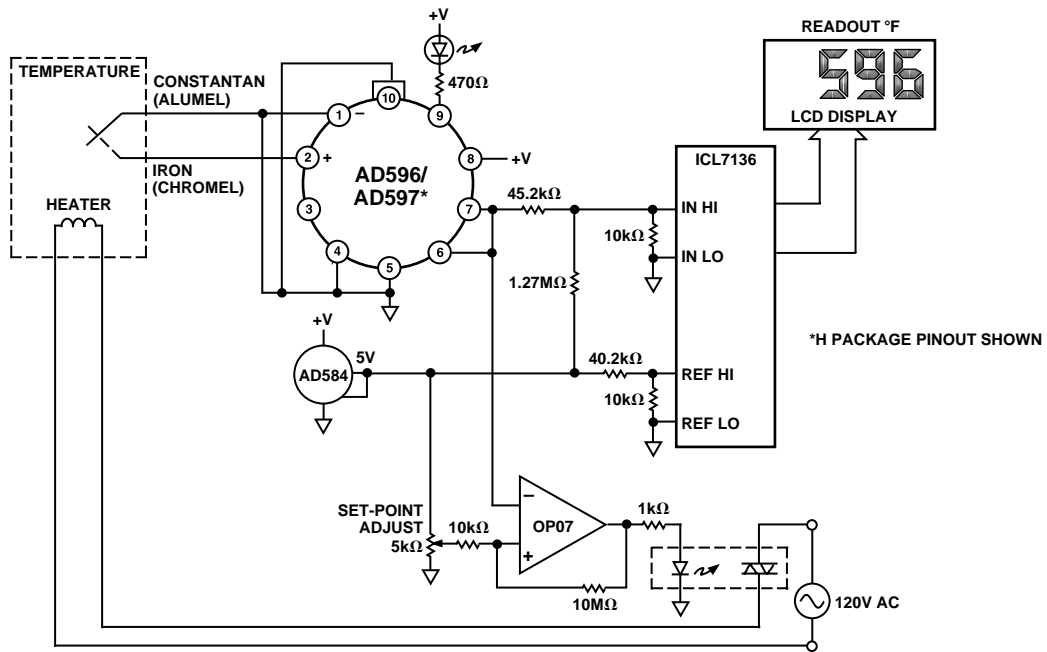 READOUT °F
596
LCD DISPLAY
+V
470Ω
TEMPERATURE
CONSTANTAN
(ALUMEL)
IRON
(CHROMEL)
HEATER
10
1
–
9
2
+
8
+V
AD596/
AD597*
3
7
4
5
6
45.2kΩ
ICL7136
IN HI
10kΩ
IN LO
1.27MΩ
*H PACKAGE PINOUT SHOWN
+V
AD584
5V
40.2kΩ
REF HI
10kΩ
REF LO
SET-POINT
ADJUST
5kΩ
10kΩ
–
OP07
+
10MΩ
1kΩ
120V AC